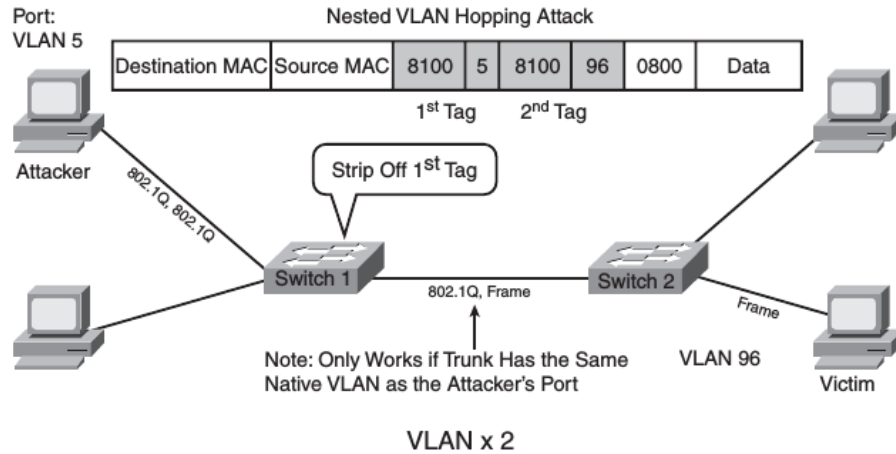 Port:
VLAN 5
Nested VLAN Hopping Attack
Destination MAC Source MAC 8100 5 8100 96 0800 Data
1st Tag 2nd Tag
Attacker
Strip Off 1st Tag
802.1Q, 802.1Q
Switch 1
Switch 2
802.1Q, Frame
Frame
Note: Only Works if Trunk Has the Same
Native VLAN as the Attacker's Port
VLAN 96
Victim
VLAN x 2